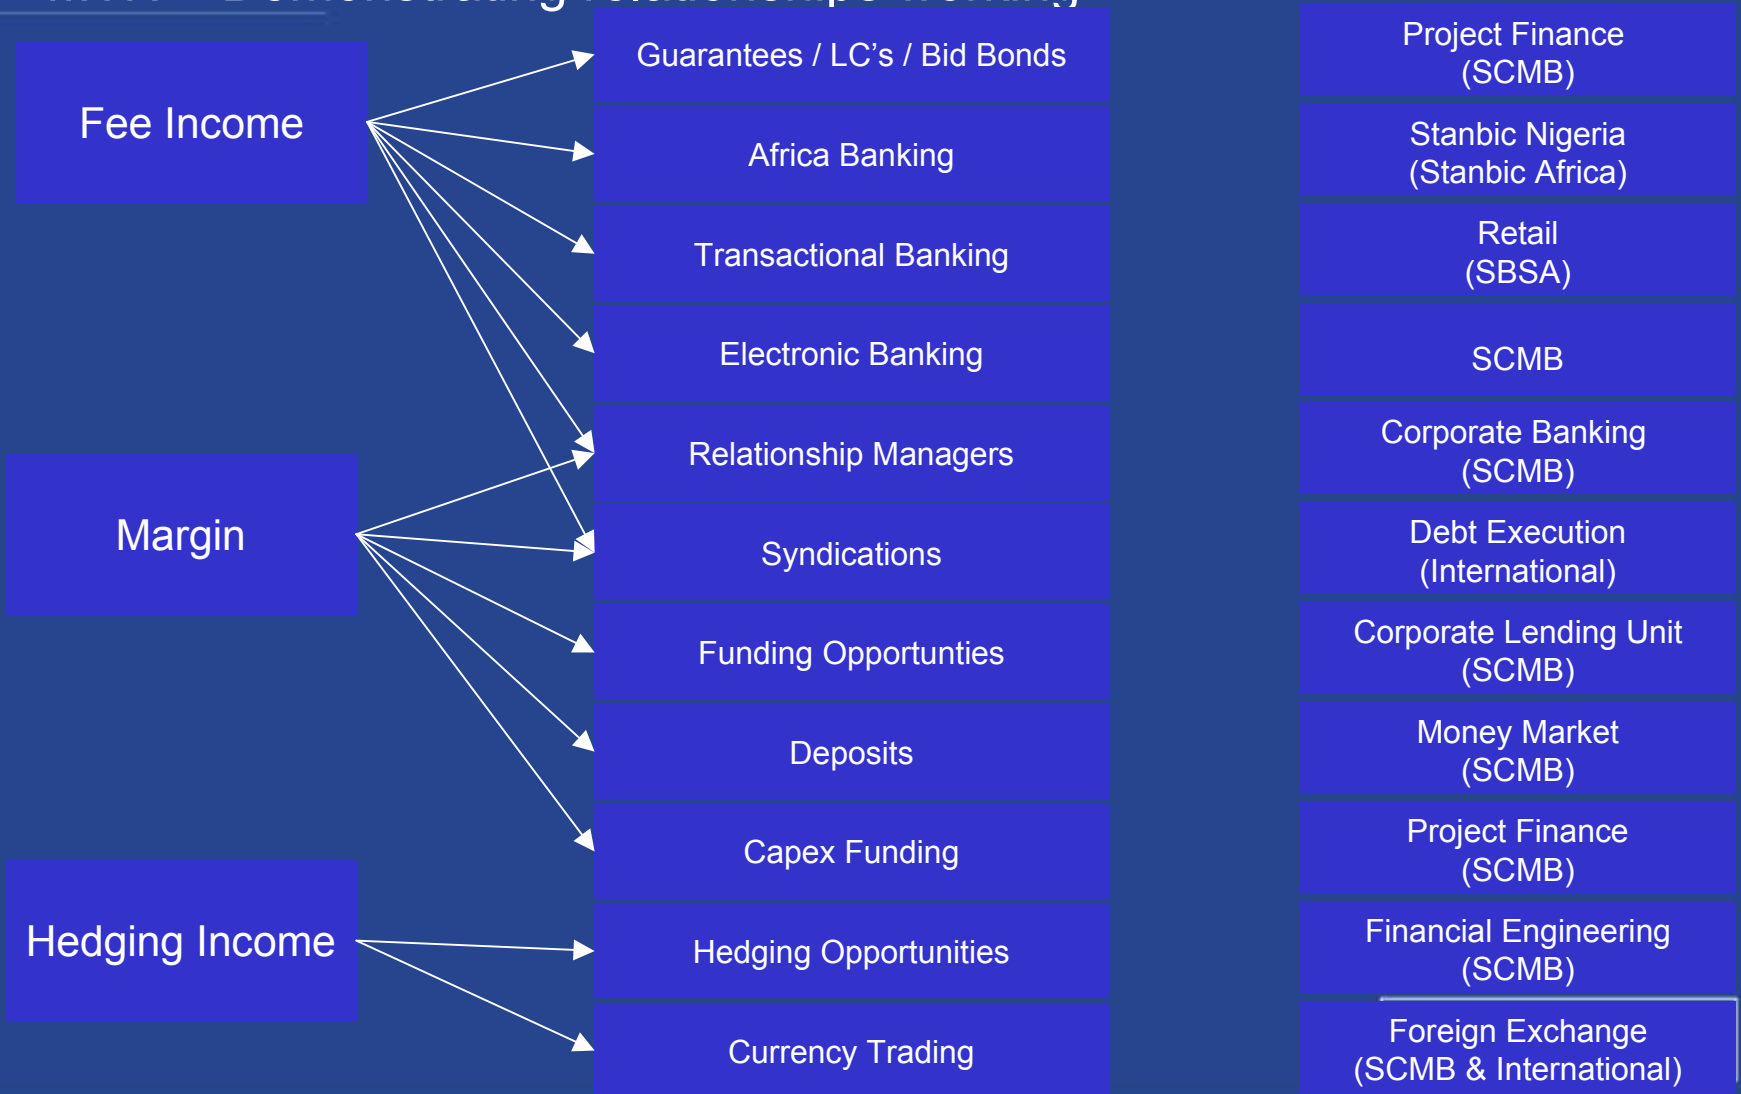 Demonstrating relationships working
Fee Income
Margin
Hedging Income
Guarantees / LC's / Bid Bonds
Africa Banking
Transactional Banking
Electronic Banking
Relationship Managers
Syndications
Funding Opportunties
Deposits
Capex Funding
Hedging Opportunities
Currency Trading
Project Finance
(SCMB)
Stanbic Nigeria
(Stanbic Africa)
Retail
(SBSA)
SCMB
Corporate Banking
(SCMB)
Debt Execution
(International)
Corporate Lending Unit
(SCMB)
Money Market
(SCMB)
Project Finance
(SCMB)
Financial Engineering
(SCMB)
Foreign Exchange
(SCMB & International)